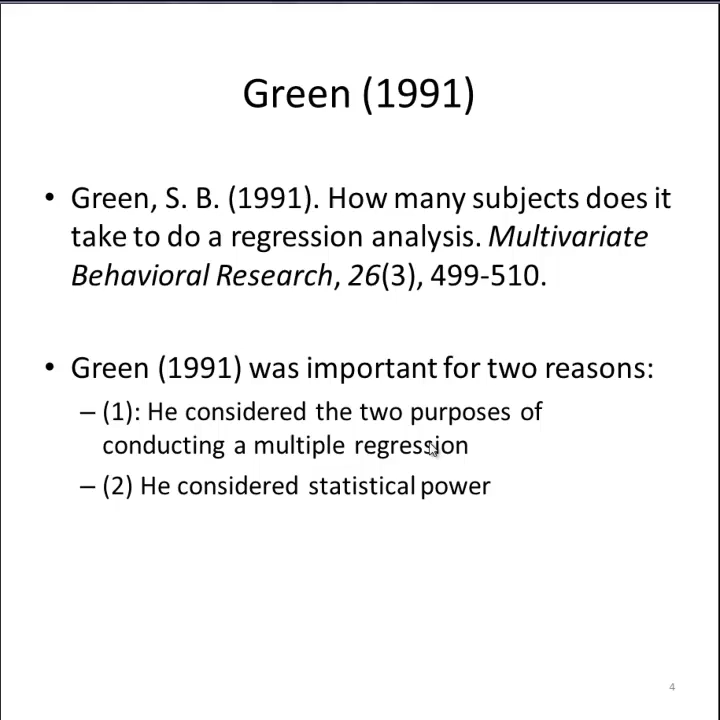 Green (1991)
• Green, S. B. (1991). How many subjects does it
take to do a regression analysis. Multivariate
Behavioral Research, 26(3), 499-510.
• Green (1991) was important for two reasons:
– (1): He considered the two purposes of
conducting a multiple regression
– (2) He considered statistical power
4